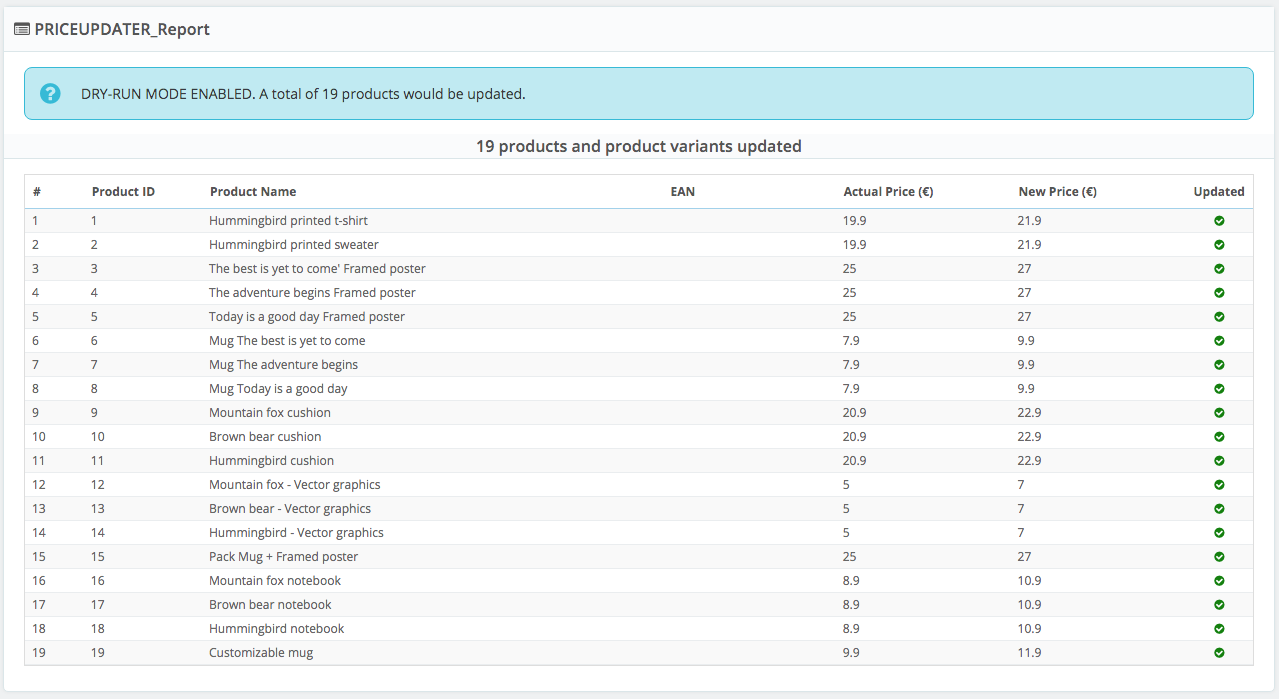 PRICEUPDATER_Report
DRY-RUN MODE ENABLED. A total of 19 products would be updated.
19 products and product variants updated
# Product ID Product Name EAN Actual Price (€) New Price (€) Updated
1 1 Hummingbird printed t-shirt 19.9 21.9
2 2 Hummingbird printed sweater 19.9 21.9
3 3 The best is yet to come' Framed poster 25 27
4 4 The adventure begins Framed poster 25 27
5 5 Today is a good day Framed poster 25 27
6 6 Mug The best is yet to come 7.9 9.9
7 7 Mug The adventure begins 7.9 9.9
8 8 Mug Today is a good day 7.9 9.9
9 9 Mountain fox cushion 20.9 22.9
10 10 Brown bear cushion 20.9 22.9
11 11 Hummingbird cushion 20.9 22.9
12 12 Mountain fox - Vector graphics 5 7
13 13 Brown bear - Vector graphics 5 7
14 14 Hummingbird - Vector graphics 5 7
15 15 Pack Mug + Framed poster 25 27
16 16 Mountain fox notebook 8.9 10.9
17 17 Brown bear notebook 8.9 10.9
18 18 Hummingbird notebook 8.9 10.9
19 19 Customizable mug 9.9 11.9